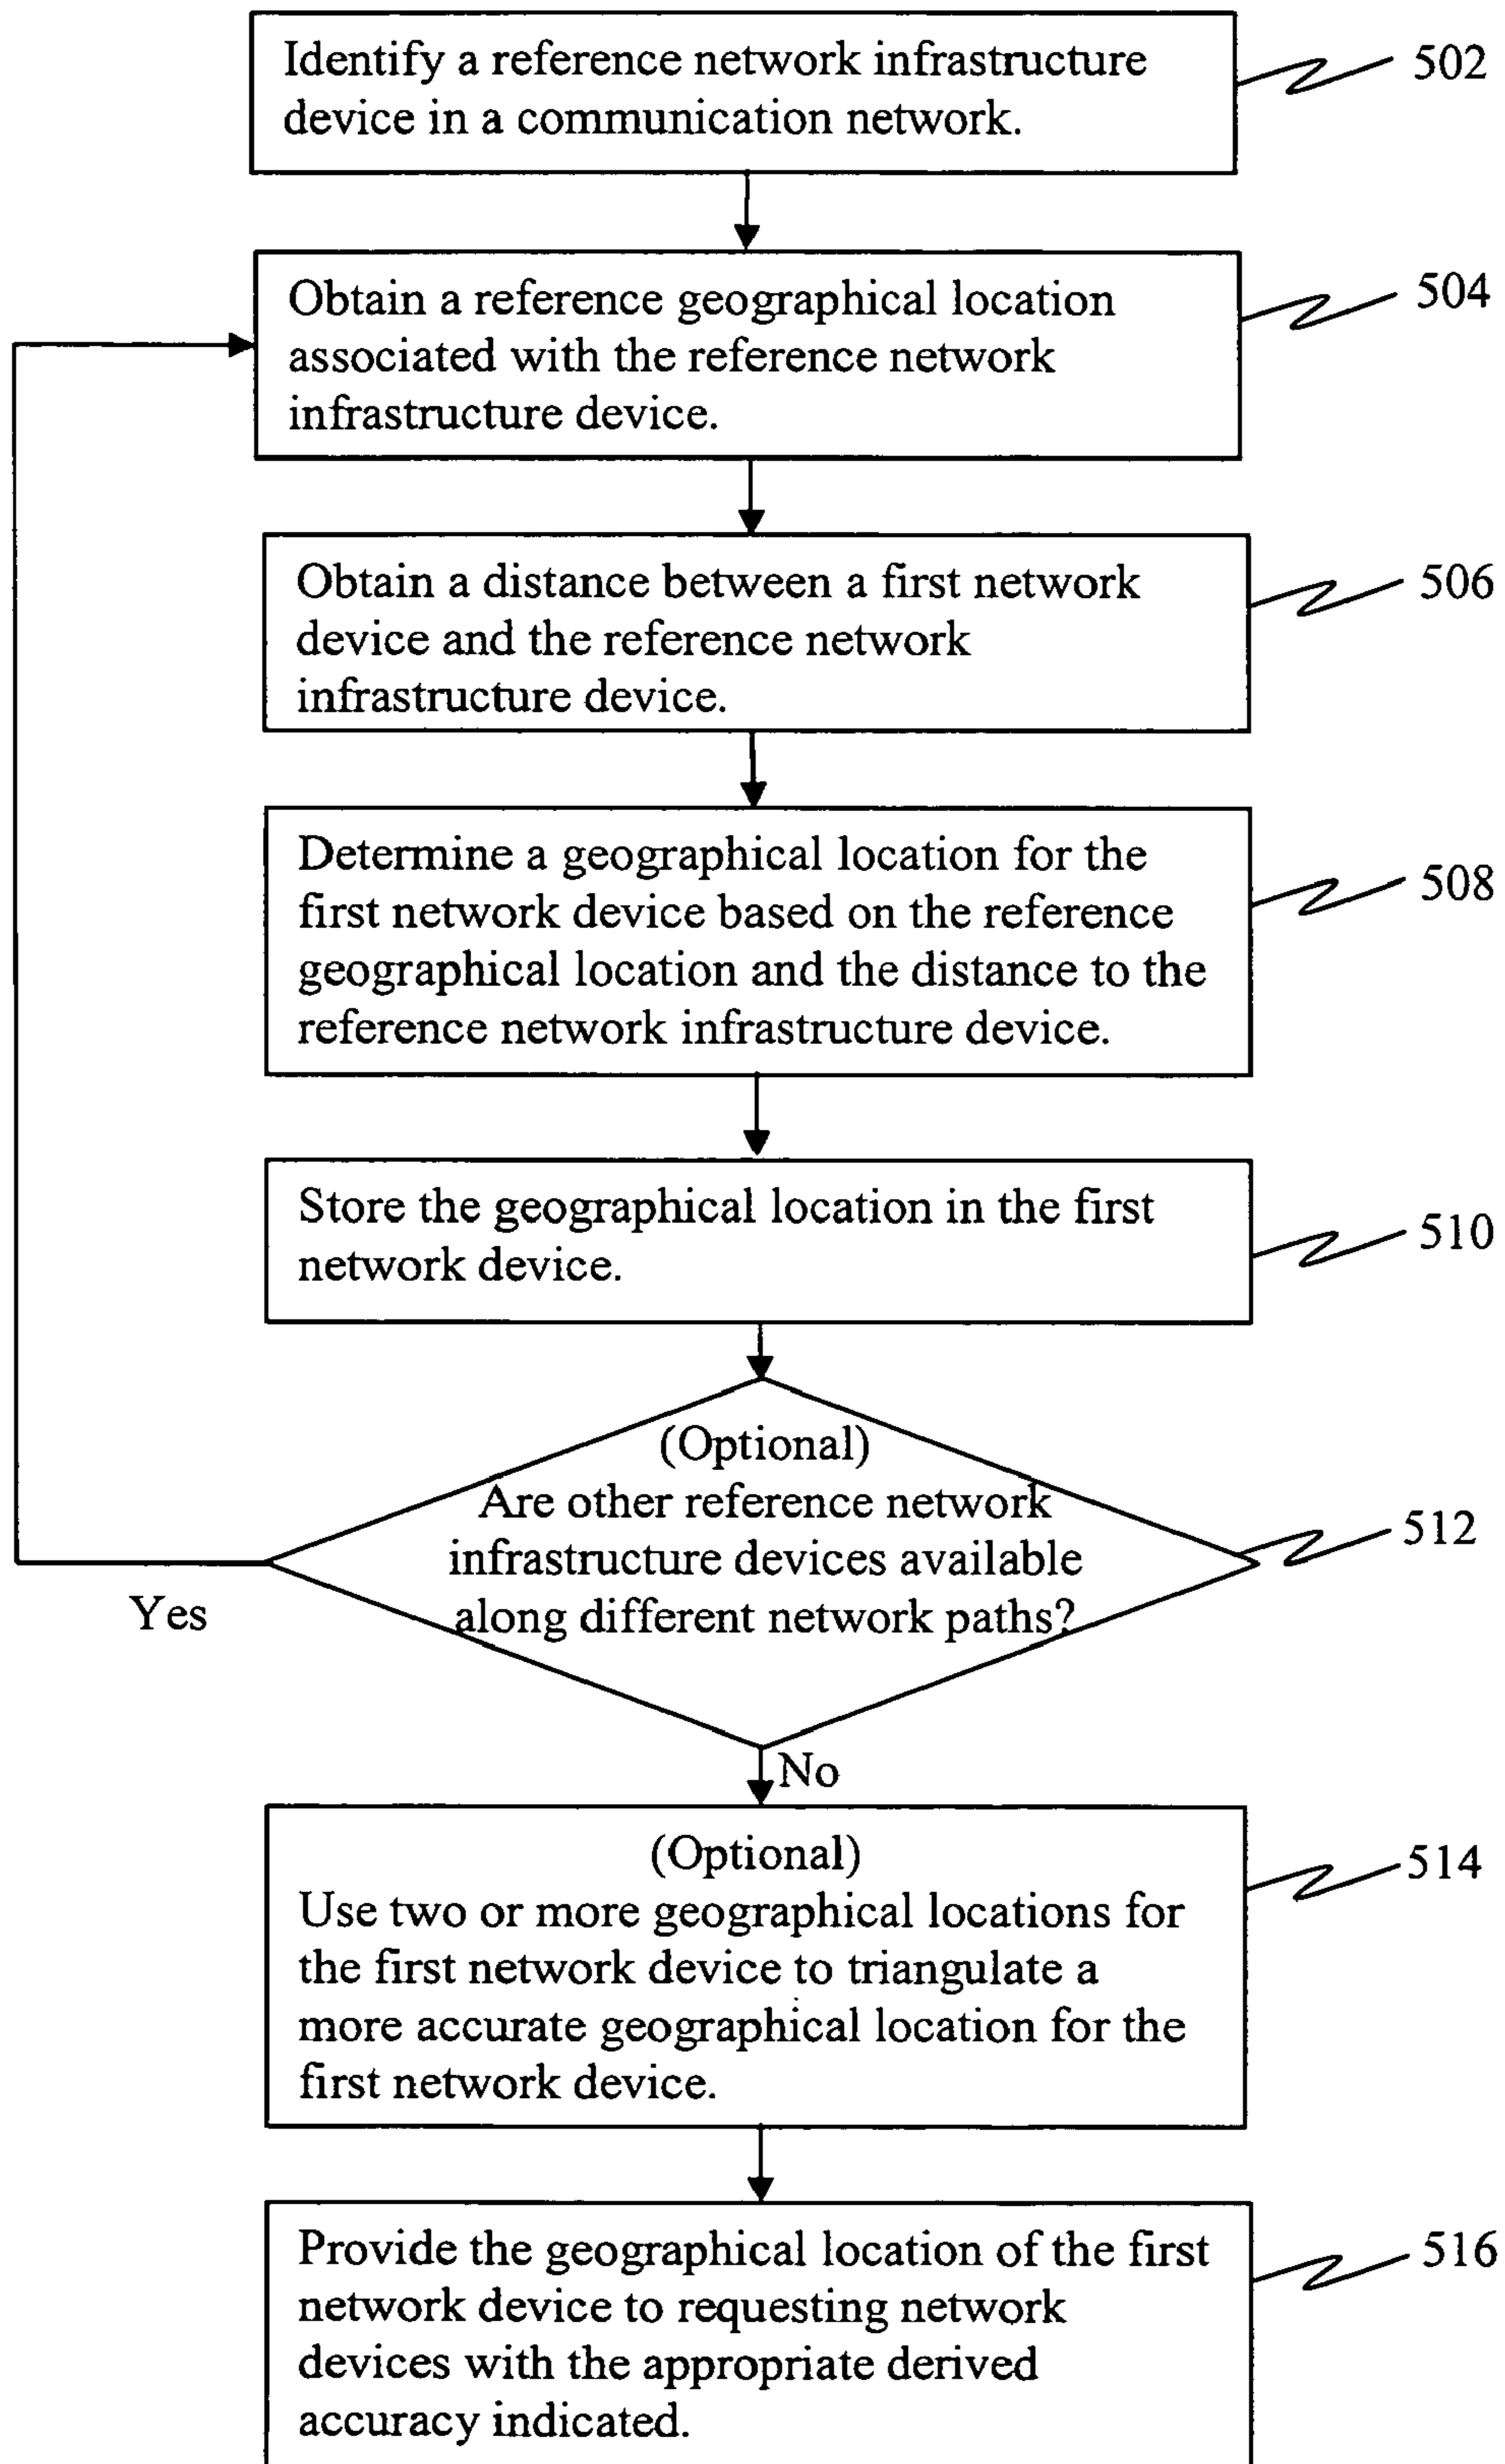 Identify a reference network infrastructure
device in a communication network.
502
Obtain a reference geographical location
associated with the reference network
infrastructure device.
504
Obtain a distance between a first network
device and the reference network
infrastructure device.
506
Determine a geographical location for the
first network device based on the reference
geographical location and the distance to the
reference network infrastructure device.
508
Store the geographical location in the first
network device.
510
(Optional)
Are other reference network
infrastructure devices available
along different network paths?
512
Yes
No
(Optional)
Use two or more geographical locations for
the first network device to triangulate a
more accurate geographical location for the
first network device.
514
Provide the geographical location of the first
network device to requesting network
devices with the appropriate derived
accuracy indicated.
516